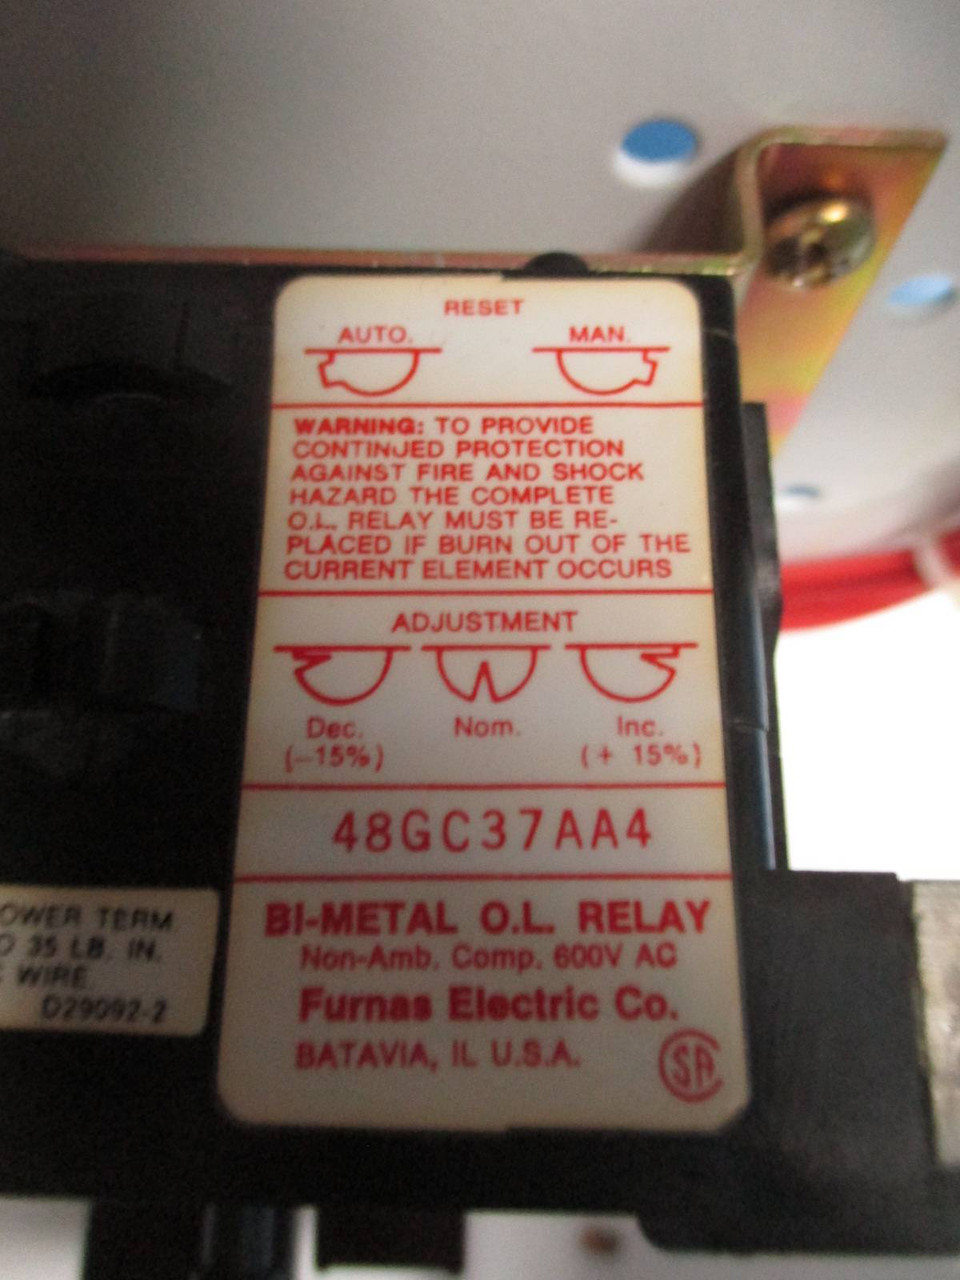 RESET
AUTO. MAN.
WARNING: TO PROVIDE
CONTINUED PROTECTION
AGAINST FIRE AND SHOCK
HAZARD THE COMPLETE
O.L. RELAY MUST BE RE-
PLACED IF BURN OUT OF THE
CURRENT ELEMENT OCCURS
ADJUSTMENT
Dec. Nom. Inc.
(-15%) (+ 15%)
48GC37AA4
BI-METAL O.L. RELAY
Non-Amb. Comp. 600V AC
Furnas Electric Co.
BATAVIA, IL U.S.A.
SA
OWER TERM
35 LB. IN.
WIRE
D29092-2